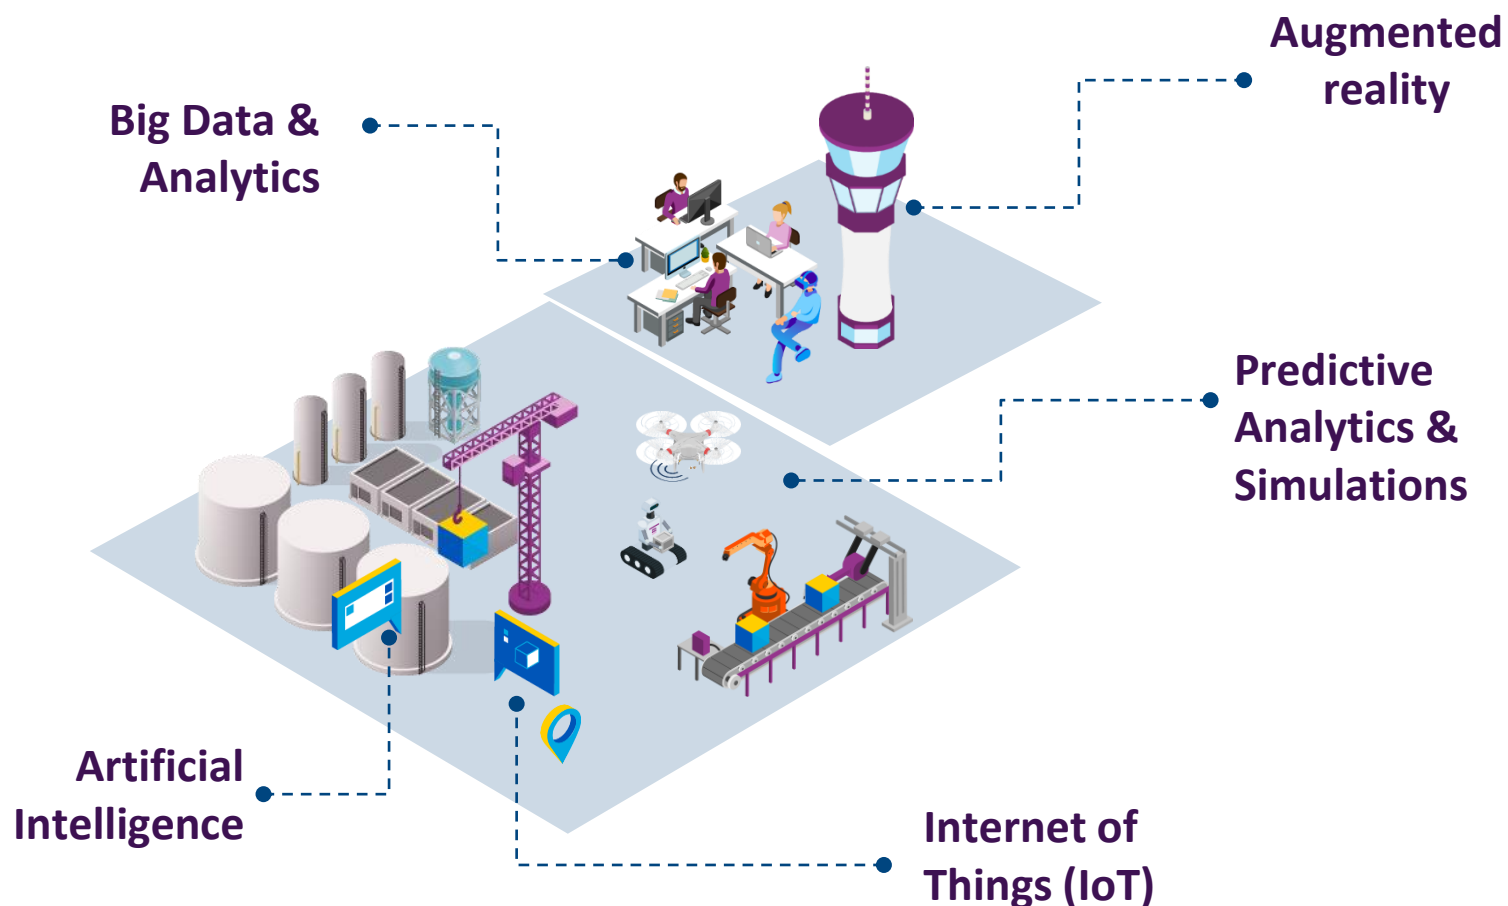 Augmented
reality
Big Data &
Analytics
Predictive
Analytics &
Simulations
Artificial
Intelligence
Internet of
Things (IoT)